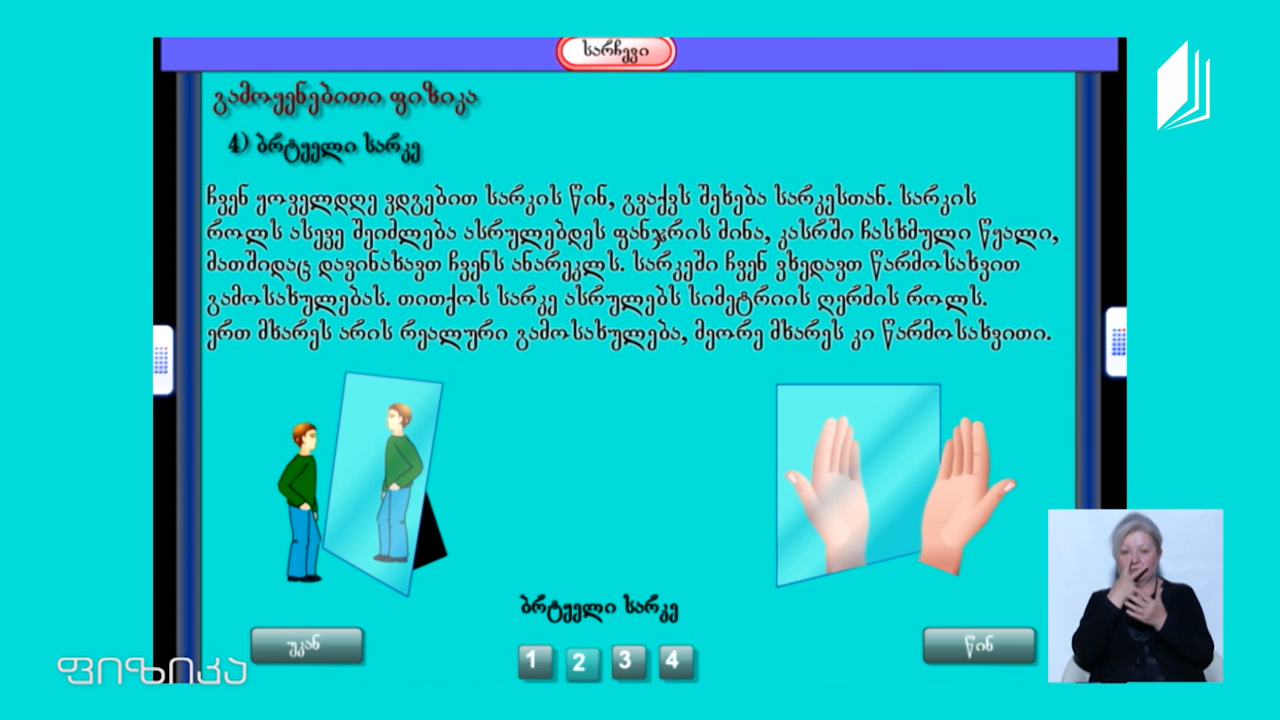 სარჩევი
გამოყენებითი ფიზიკა
4) ბრტყელი სარკე
ჩვენ ყოველდღე ვდგებით სარკის წინ, გვაქვს შეხება სარკესთან. სარკის
როლს ასევე შეიძლება ასრულებდეს ფანჯრის მინა, კასრში ჩასხმული წყალი,
მათშიდაც დავინახავთ ჩვენს ანარეკლს. სარკეში ჩვენ ვხედავთ წარმოსახვით
გამოსახულებას. თითქოს სარკე ასრულებს სიმეტრიის ღერძის როლს.
ერთ მხარეს არის რეალური გამოსახულება, მეორე მხარეს კი წარმოსახვითი.
ბრტყელი სარკე
უკან
1 2 3 4
წინ
ფიზიკა